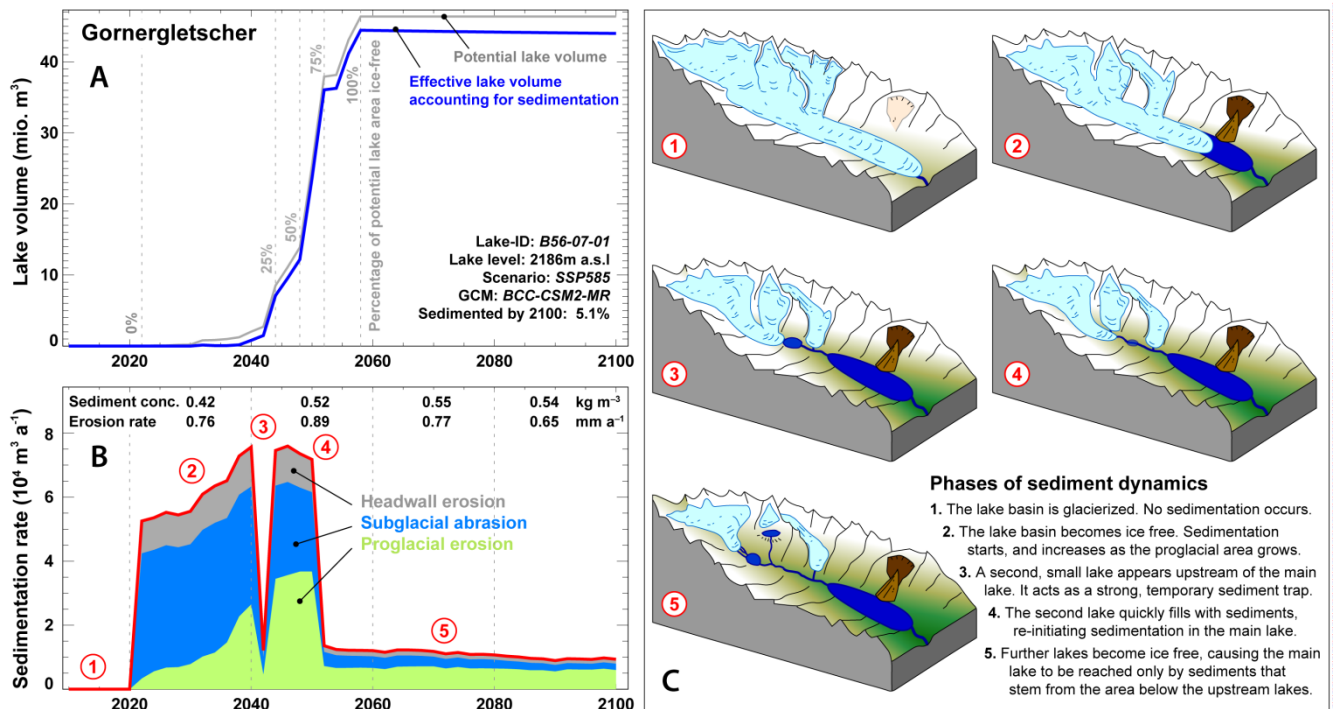 Gornergletscher
A
Lake volume (mio. m³)
40
30
20
10
0
0%
25%
50%
75%
100%
Percentage of potential lake area ice-free
Potential lake volume
Effective lake volume
accounting for sedimentation
Lake-ID: B56-07-01
Lake level: 2186m a.s.l
Scenario: SSP585
GCM: BCC-CSM2-MR
Sedimented by 2100: 5.1%
2020 2040 2060 2080 2100
B
Sedimentation rate (10⁴ m³ a⁻¹)
Sediment conc. 0.42 0.52 0.55 0.54 kg m⁻³
Erosion rate 0.76 0.89 0.77 0.65 mm a⁻¹
8
6
4
2
0
1
2
3
4
5
Headwall erosion
Subglacial abrasion
Proglacial erosion
2020 2040 2060 2080 2100
C
1
2
3
4
5
Phases of sediment dynamics
1. The lake basin is glacierized. No sedimentation occurs.
2. The lake basin becomes ice free. Sedimentation
starts, and increases as the proglacial area grows.
3. A second, small lake appears upstream of the main
lake. It acts as a strong, temporary sediment trap.
4. The second lake quickly fills with sediments,
re-initiating sedimentation in the main lake.
5. Further lakes become ice free, causing the main
lake to be reached only by sediments that
stem from the area below the upstream lakes.